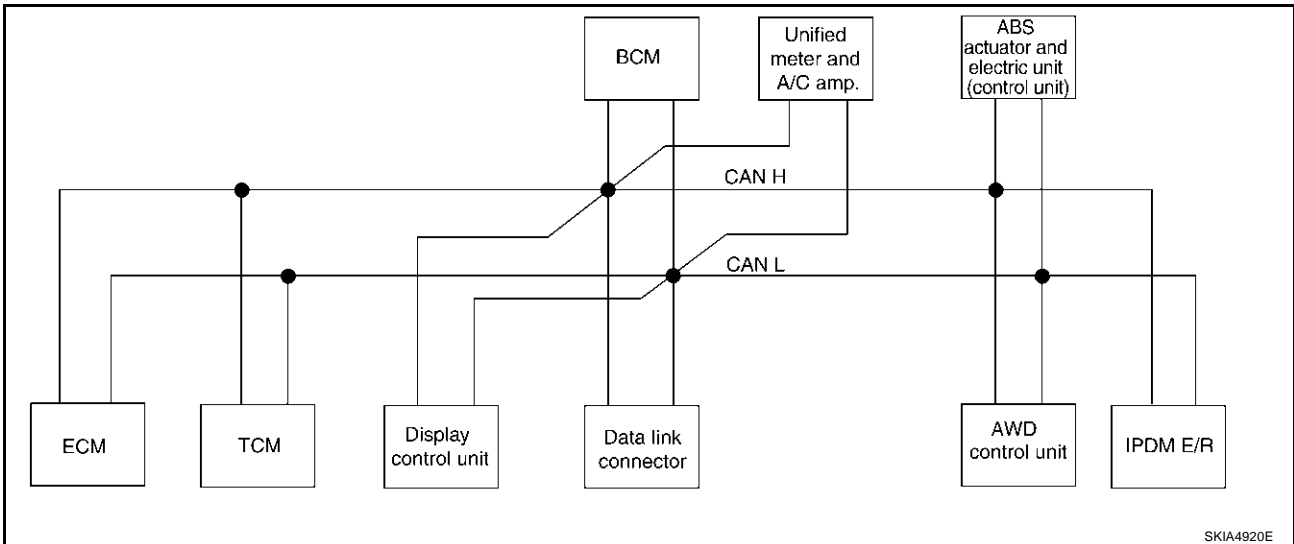 BCM
Unified
meter and
A/C amp.
ABS
actuator and
electric unit
(control unit)
CAN H
CAN L
ECM
TCM
Display
control unit
Data link
connector
AWD
control unit
IPDM E/R
SKIA4920E